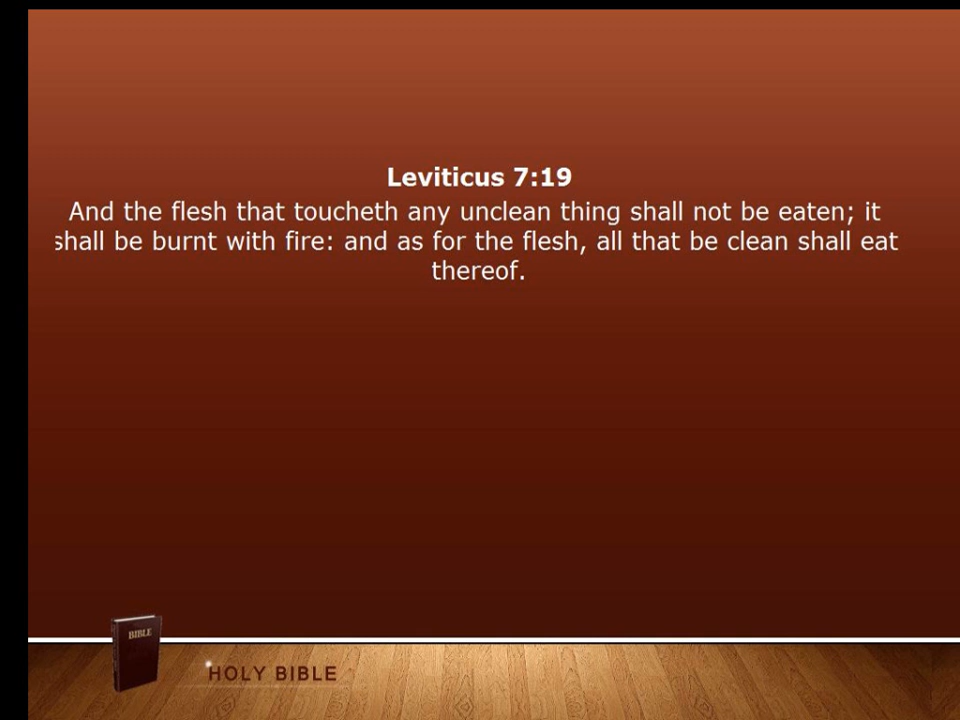 Leviticus 7:19
And the flesh that toucheth any unclean thing shall not be eaten; it
shall be burnt with fire: and as for the flesh, all that be clean shall eat
thereof.
BIBLE
HOLY BIBLE